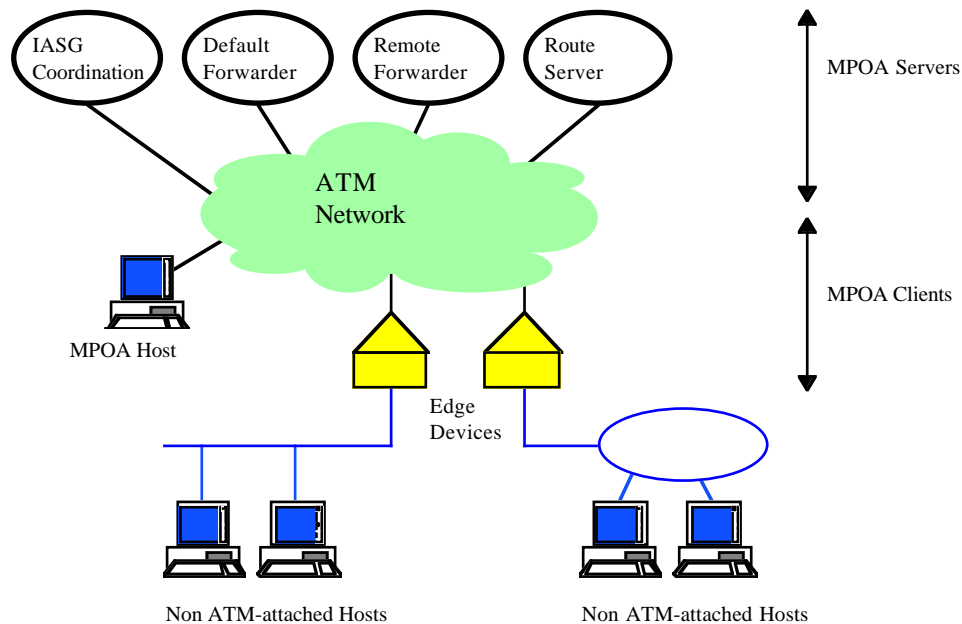 IASG
Coordination
Default
Forwarder
Remote
Forwarder
Route
Server
MPOA Servers
ATM
Network
MPOA Clients
MPOA Host
Edge
Devices
Non ATM-attached Hosts
Non ATM-attached Hosts